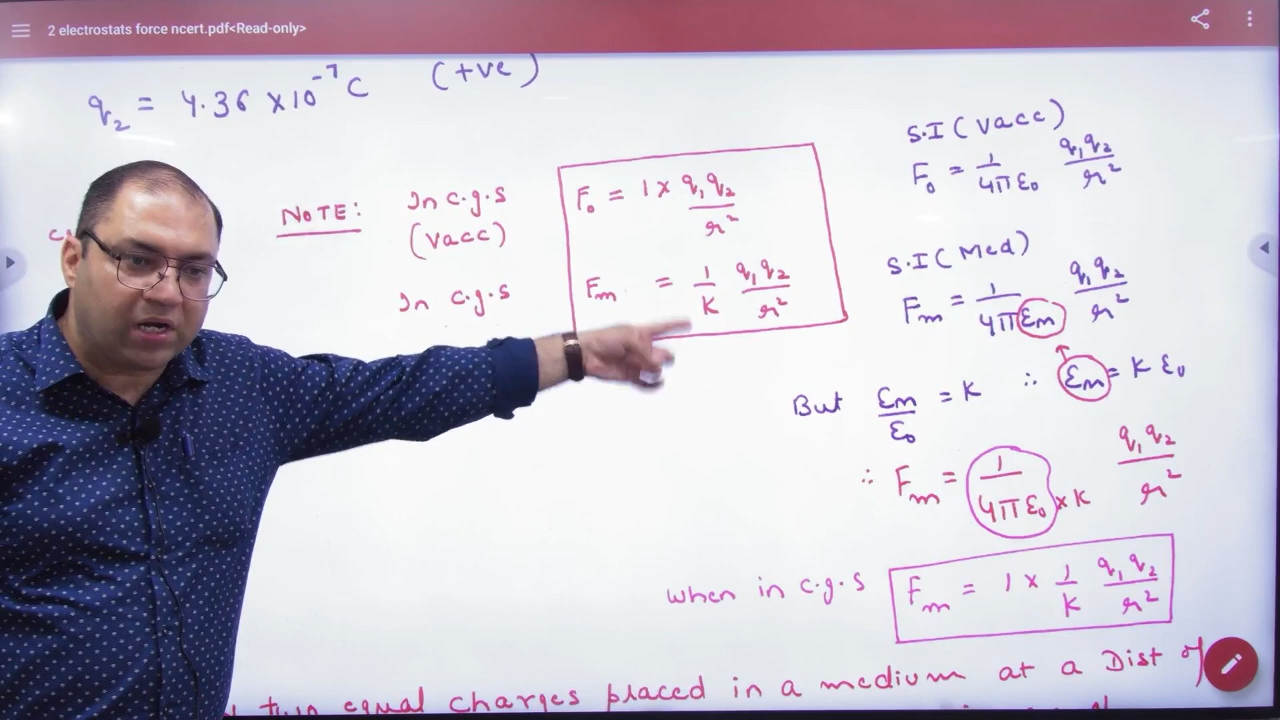 2 electrostats force ncert.pdf<Read-only>
q₂ = 4.36 × 10⁻⁷ C (+ve)
NOTE: In c.g.s (vacc) F₀ = 1 × q₁q₂/r²
In c.g.s Fm = 1/K q₁q₂/r²
S.I (vacc)
F₀ = 1/4πε₀ q₁q₂/r²
S.I (Med)
Fm = 1/4πεm q₁q₂/r²
But εm/ε₀ = K ∴ εm = K ε₀
∴ Fm = 1/4πε₀ × K q₁q₂/r²
when in c.g.s Fm = 1 × 1/K q₁q₂/r²
two equal charges placed in a medium at a Dist of